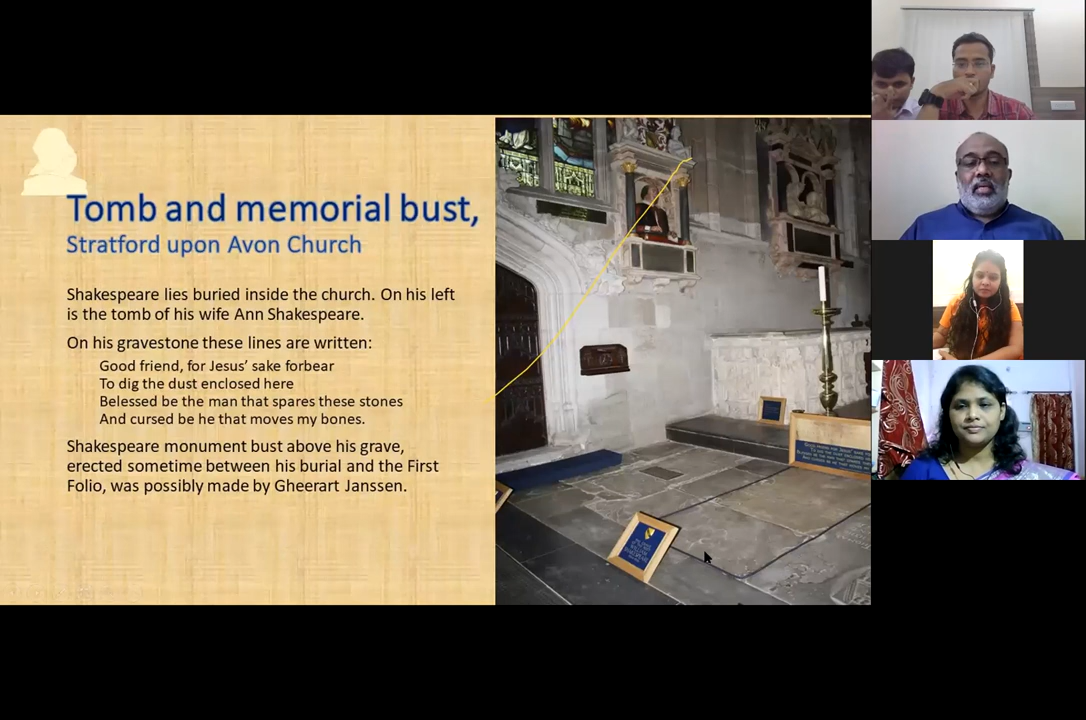 Tomb and memorial bust,
Stratford upon Avon Church
Shakespeare lies buried inside the church. On his left
is the tomb of his wife Ann Shakespeare.
On his gravestone these lines are written:
Good friend, for Jesus’ sake forbear
To dig the dust enclosed here
Belessed be the man that spares these stones
And cursed be he that moves my bones.
Shakespeare monument bust above his grave,
erected sometime between his burial and the First
Folio, was possibly made by Gheerart Janssen.